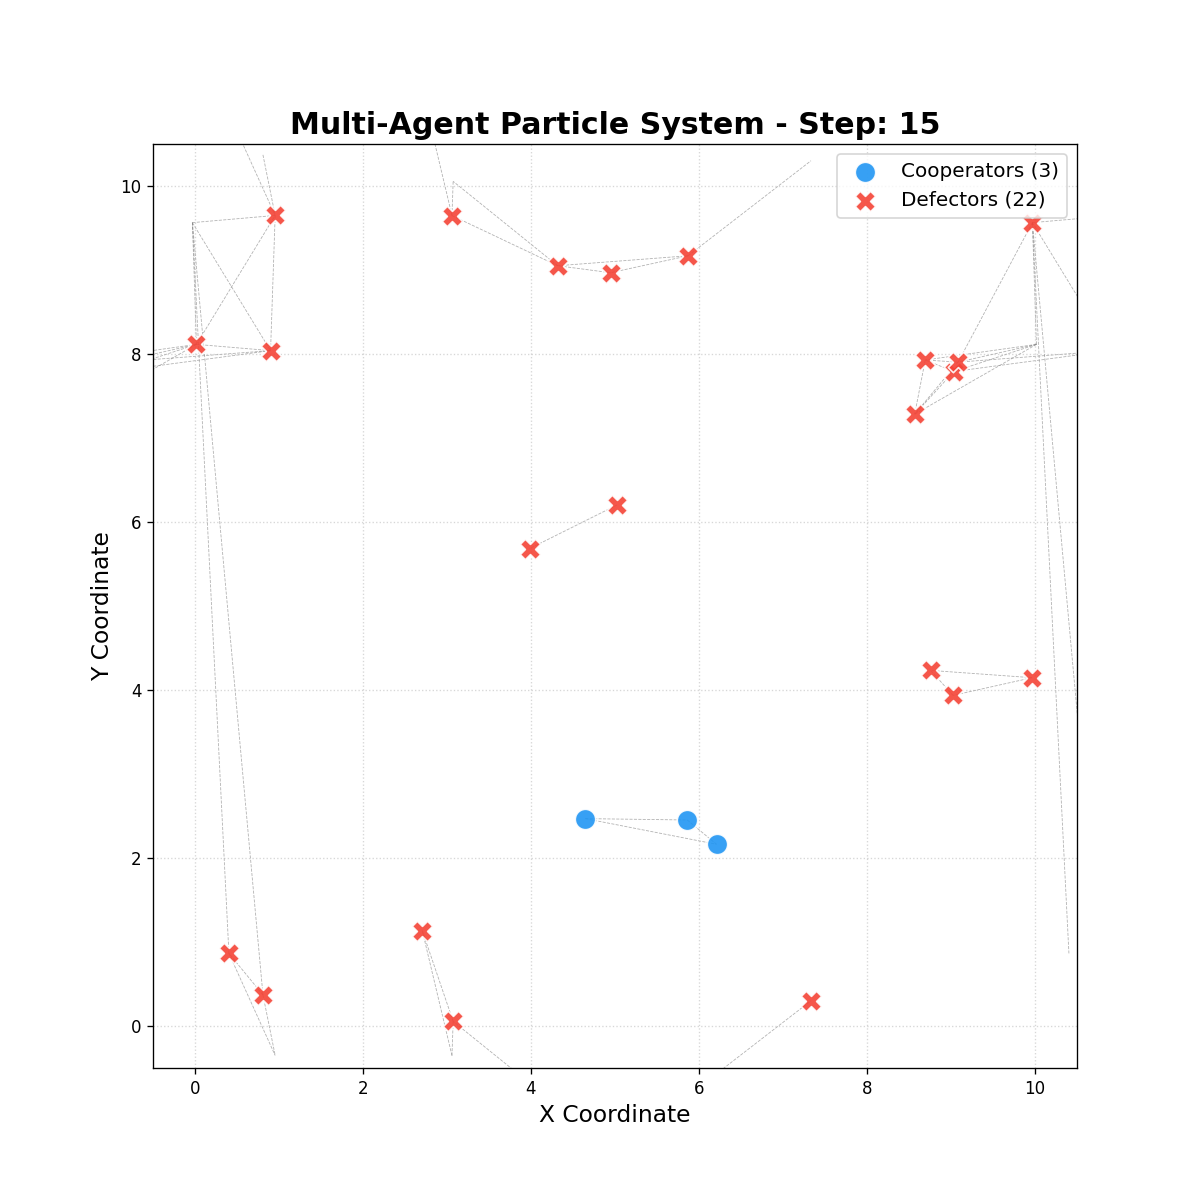 Multi-Agent Particle System - Step: 15
Cooperators (3)
Defectors (22)
10
8
6
4
2
0
Y Coordinate
0 2 4 6 8 10
X Coordinate